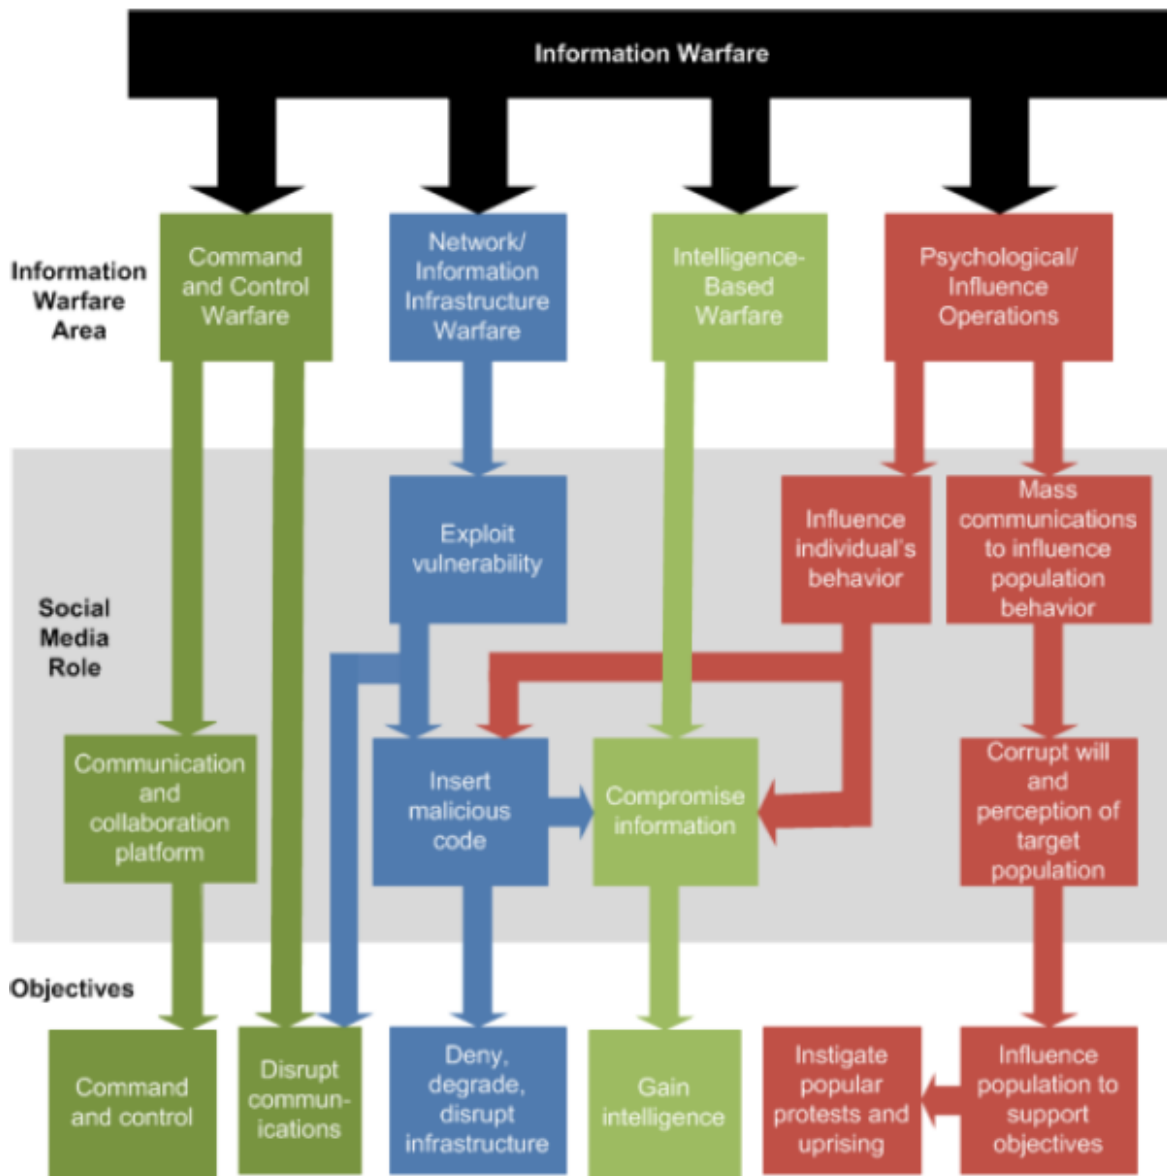 Information Warfare
Information
Warfare
Area
Command
and Control
Warfare
Network/
Information
Infrastructure
Warfare
Intelligence-
Based
Warfare
Psychological/
Influence
Operations
Social
Media
Role
Exploit
vulnerability
Influence
individual's
behavior
Mass
communications
to influence
population
behavior
Communication
and
collaboration
platform
Insert
malicious
code
Compromise
information
Corrupt will
and
perception of
target
population
Objectives
Command
and control
Disrupt
commun-
ications
Deny,
degrade,
disrupt
infrastructure
Gain
intelligence
Instigate
popular
protests and
uprising
Influence
population to
support
objectives